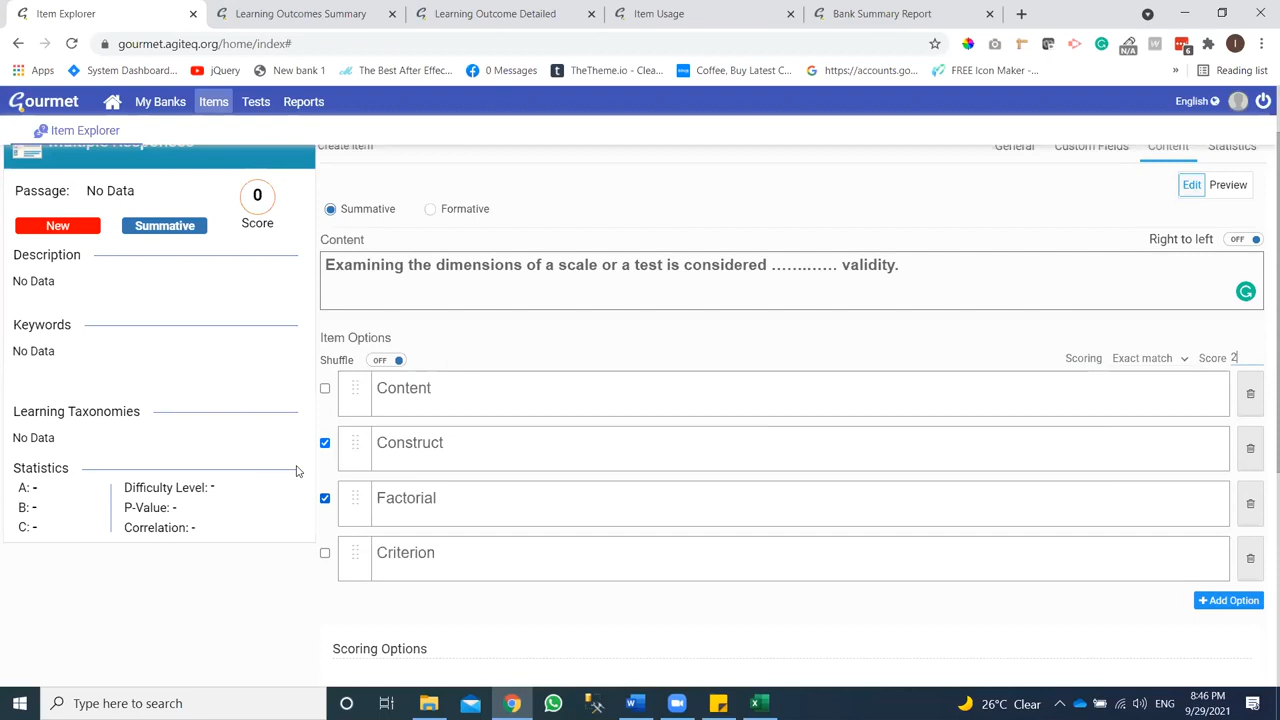 Item Explorer
Learning Outcomes Summary
Learning Outcome Detailed
Item Usage
Bank Summary Report
gourmet.agiteq.org/home/index#
N/A
6
I
Apps
System Dashboard...
jQuery
New bank 1
The Best After Effec...
0 Messages
TheTheme.io - Clea...
Coffee, Buy Latest C...
https://accounts.go...
FREE Icon Maker -...
Reading list
Gourmet
My Banks
Items
Tests
Reports
English
Item Explorer
Multiple Responses
Create Item
General
Custom Fields
Content
Statistics
Passage: No Data
0
Score
New
Summative
Description
No Data
Keywords
No Data
Learning Taxonomies
No Data
Statistics
A: -
B: -
C: -
Difficulty Level: -
P-Value: -
Correlation: -
Edit
Preview
Summative
Formative
Content
Right to left
OFF
Examining the dimensions of a scale or a test is considered …….…… validity.
Item Options
Shuffle
OFF
Scoring
Exact match
Score 2
Content
Construct
Factorial
Criterion
+ Add Option
Scoring Options
Type here to search
26°C Clear
ENG
8:46 PM
9/29/2021